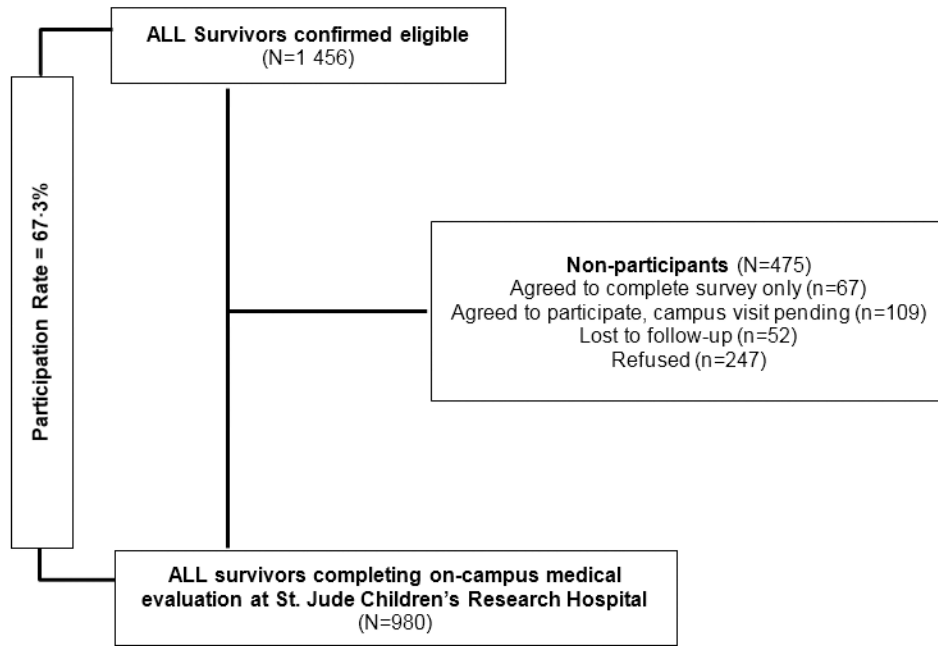 ALL Survivors confirmed eligible
(N=1 456)
Participation Rate = 67·3%
Non-participants (N=475)
Agreed to complete survey only (n=67)
Agreed to participate, campus visit pending (n=109)
Lost to follow-up (n=52)
Refused (n=247)
ALL survivors completing on-campus medical
evaluation at St. Jude Children's Research Hospital
(N=980)